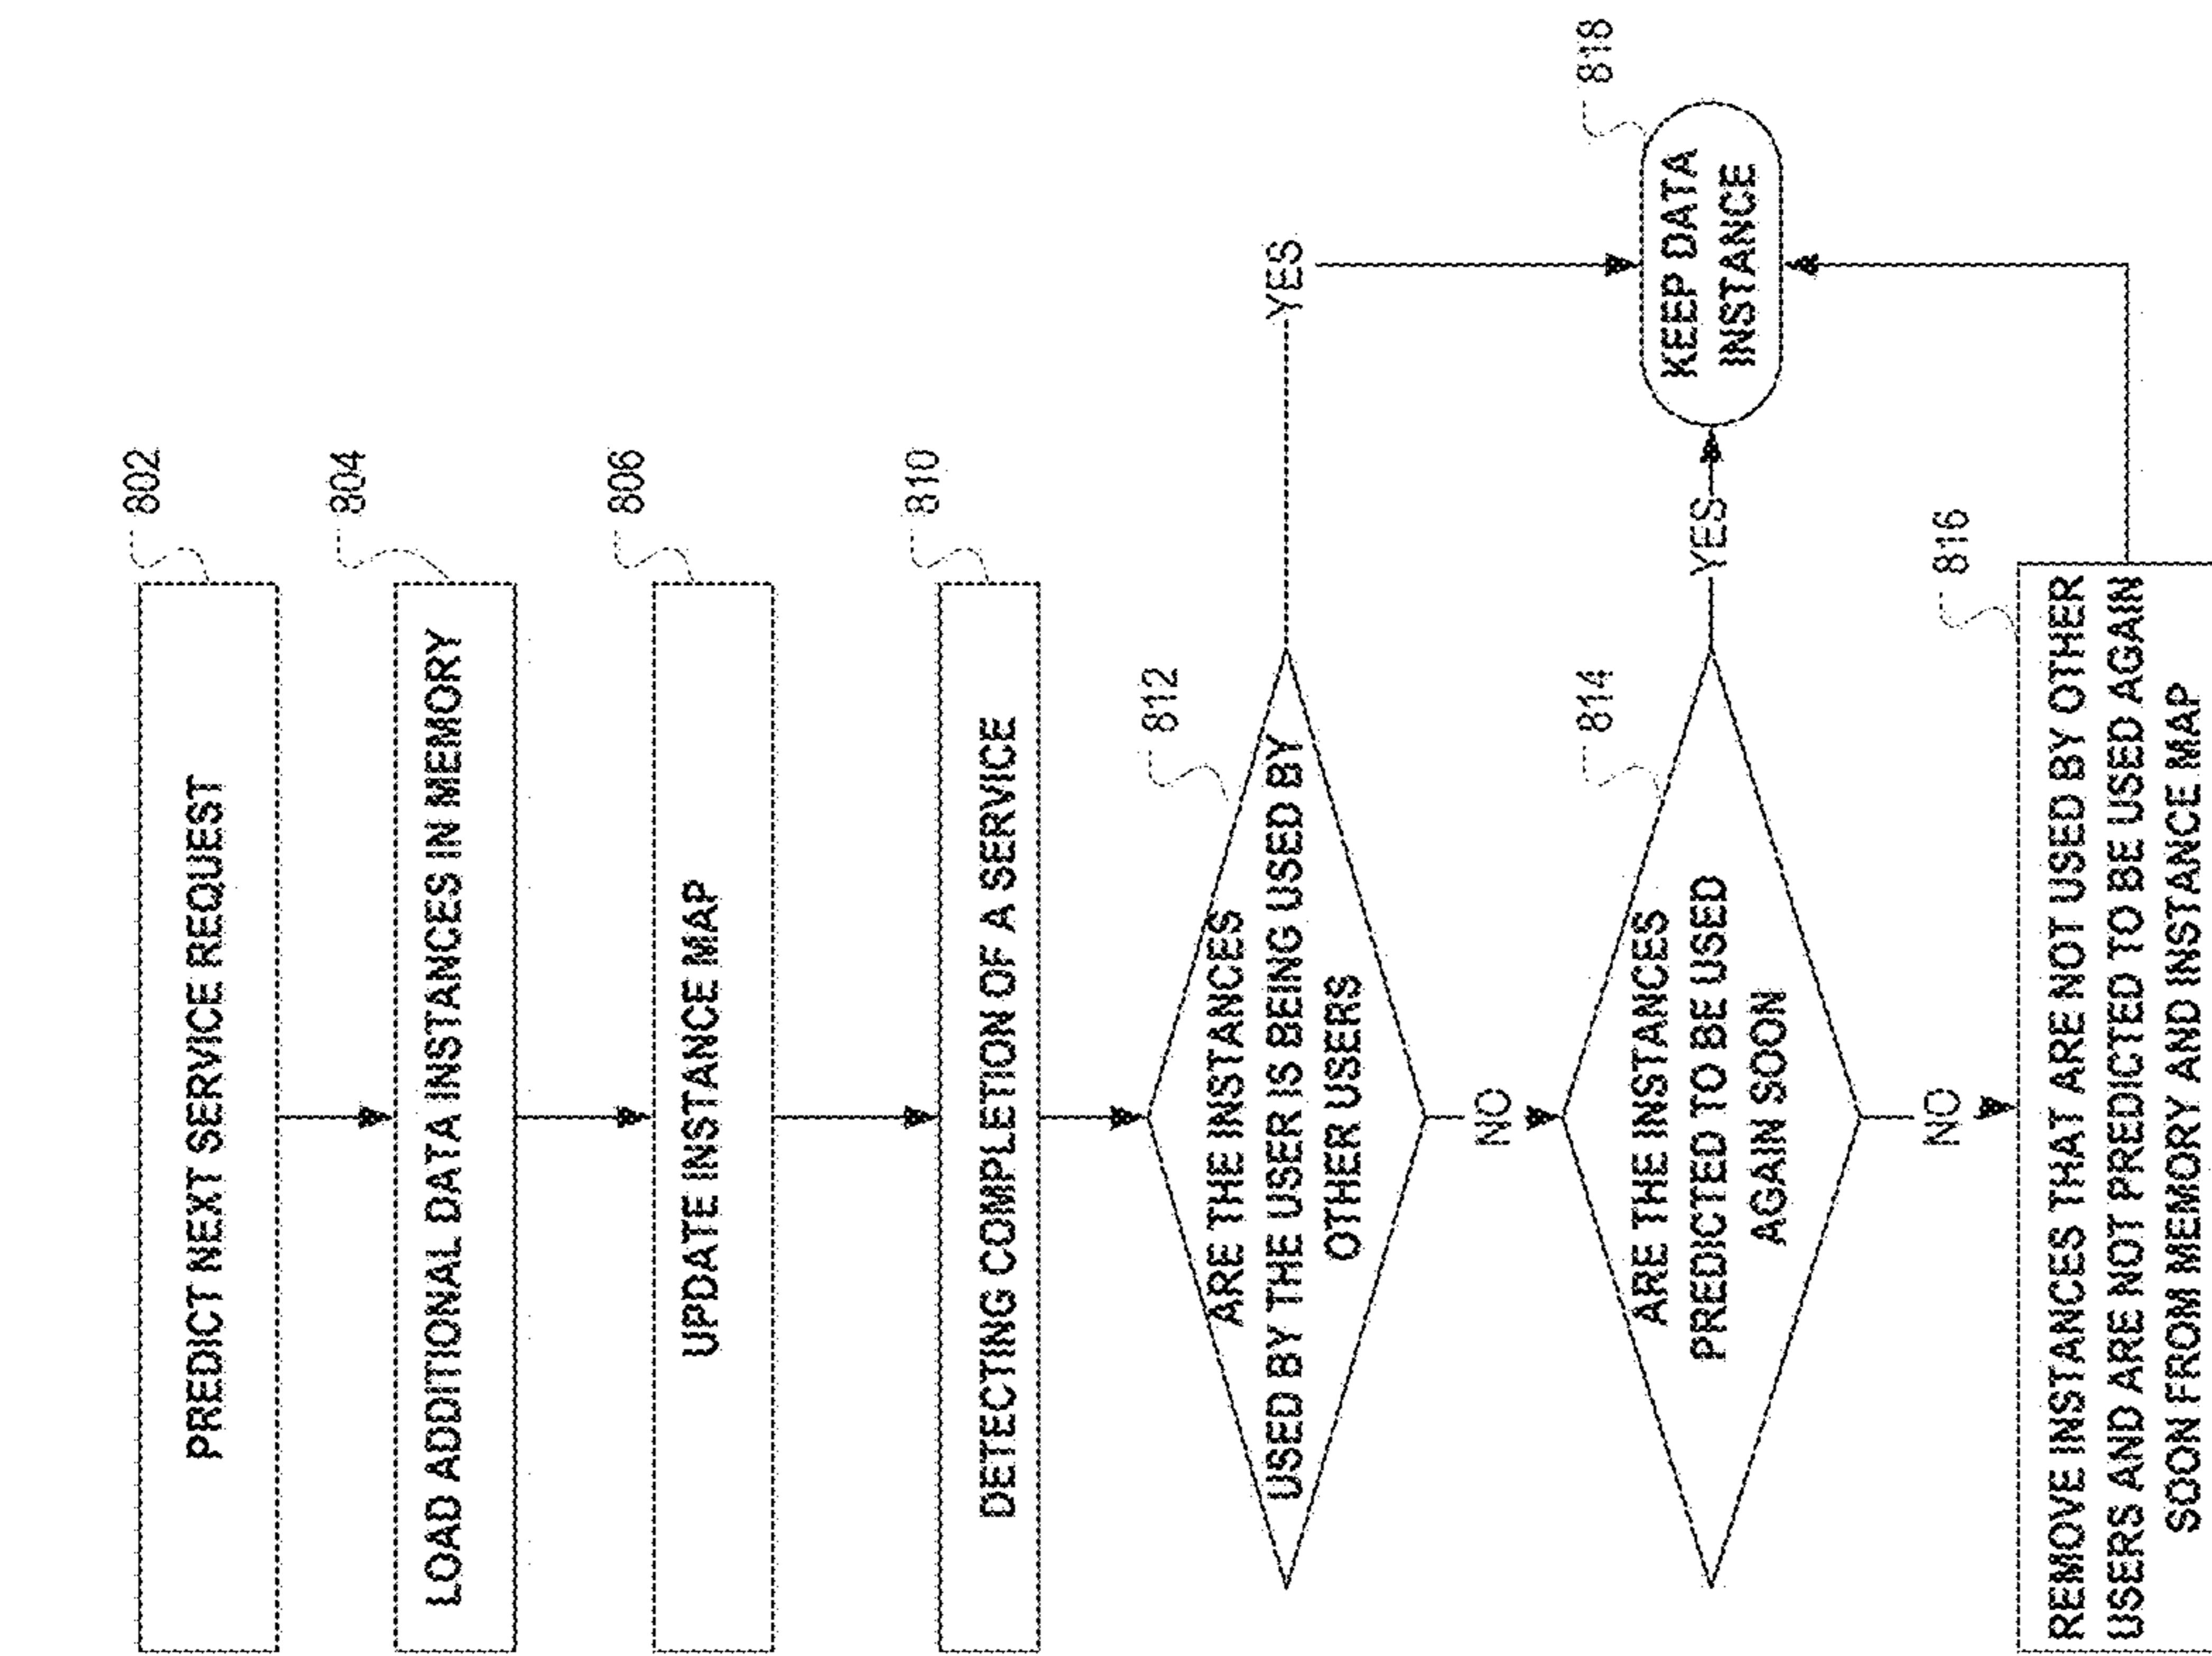 802
PREDICT NEXT SERVICE REQUEST
804
LOAD ADDITIONAL DATA INSTANCES IN MEMORY
806
UPDATE INSTANCE MAP
810
DETECTING COMPLETION OF A SERVICE
812
ARE THE INSTANCES
USED BY THE USER IS BEING USED BY
OTHER USERS
YES
NO
814
ARE THE INSTANCES
PREDICTED TO BE USED
AGAIN SOON
YES
818
KEEP DATA
INSTANCE
NO
816
REMOVE INSTANCES THAT ARE NOT USED BY OTHER
USERS AND ARE NOT PREDICTED TO BE USED AGAIN
SOON FROM MEMORY AND INSTANCE MAP